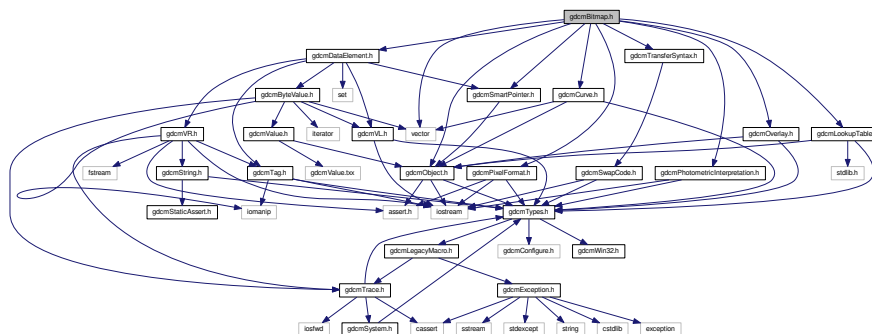 gdcmBitmap.h
gdcmDataElement.h
gdcmTransferSyntax.h
gdcmByteValue.h
set
gdcmSmartPointer.h
gdcmCurve.h
gdcmVR.h
gdcmValue.h
iterator
gdcmVL.h
vector
gdcmOverlay.h
gdcmLookupTable
fstream
gdcmString.h
gdcmTag.h
gdcmValue.txx
gdcmObject.h
gdcmPixelFormat.h
gdcmSwapCode.h
gdcmPhotometricInterpretation.h
stdlib.h
gdcmStaticAssert.h
iomanip
assert.h
iostream
gdcmTypes.h
gdcmLegacyMacro.h
gdcmConfigure.h
gdcmWin32.h
gdcmTrace.h
gdcmException.h
iosfwd
gdcmSystem.h
cassert
sstream
stdexcept
string
cstdlib
exception